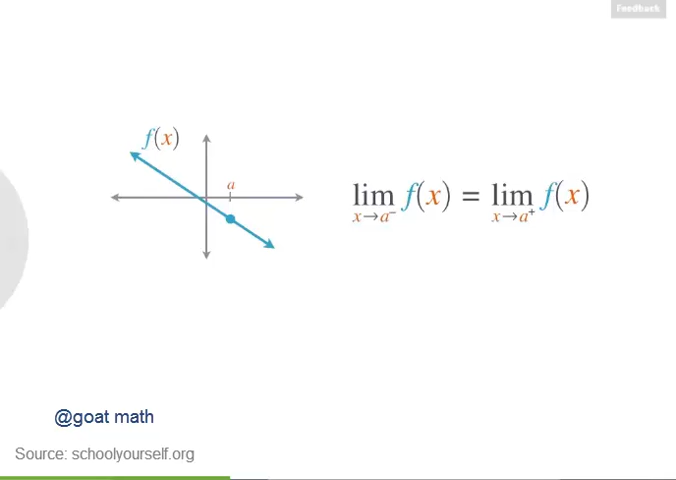 Feedback
f(x)
a
lim f(x) = lim f(x)
x→a⁻ x→a⁺
@goat math
Source: schoolyourself.org